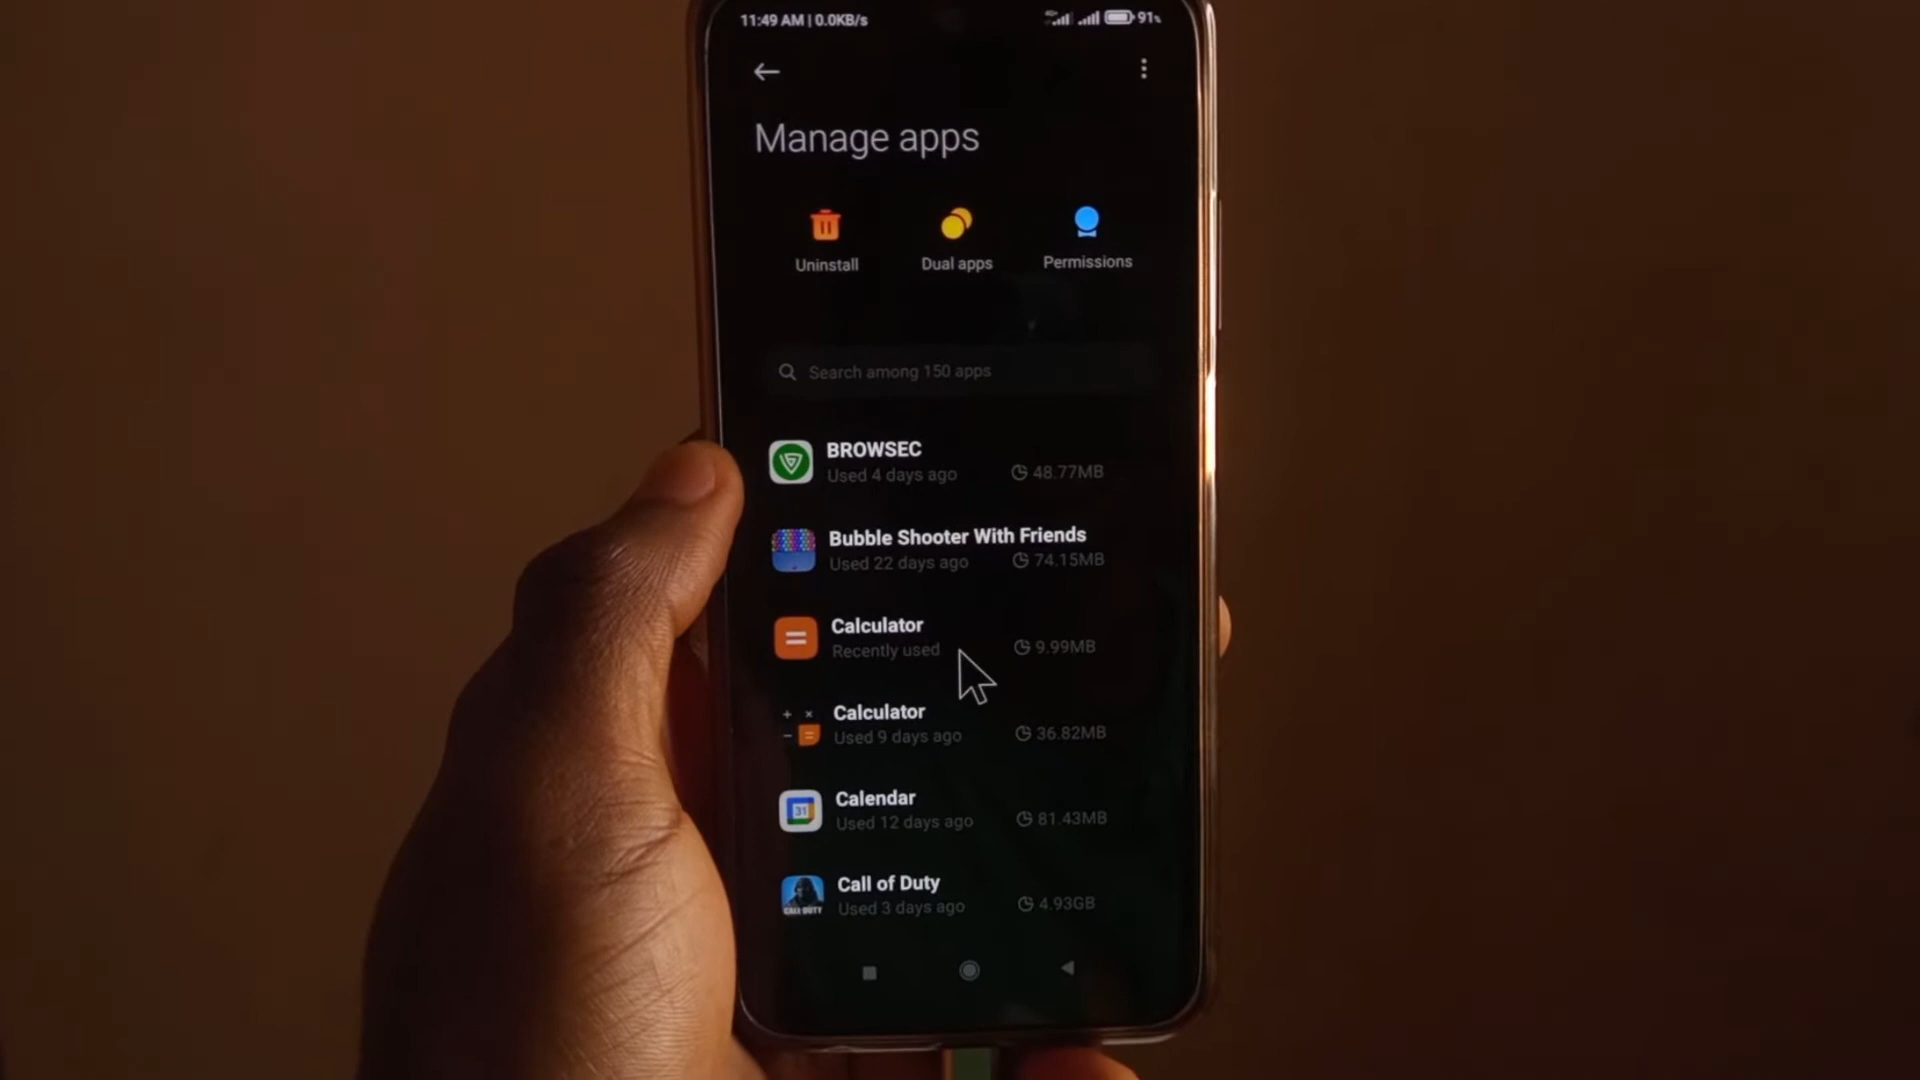 11:49 AM | 0.0KB/s 91%
Manage apps
Uninstall Dual apps Permissions
Search among 150 apps
BROWSEC
Used 4 days ago 48.77MB
Bubble Shooter With Friends
Used 22 days ago 74.15MB
Calculator
Recently used 9.99MB
Calculator
Used 9 days ago 36.82MB
31
Calendar
Used 12 days ago 81.43MB
Call of Duty
CALL DUTY
Used 3 days ago 4.93GB